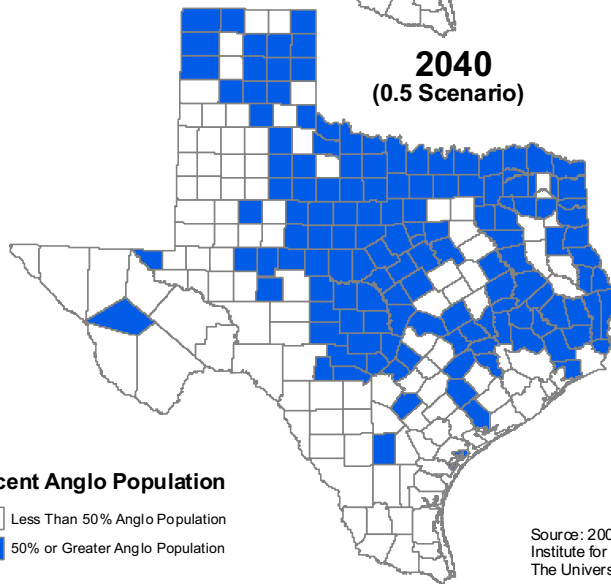 2040
(0.5 Scenario)
cent Anglo Population
Less Than 50% Anglo Population
50% or Greater Anglo Population
Source: 200
Institute for
The Univers